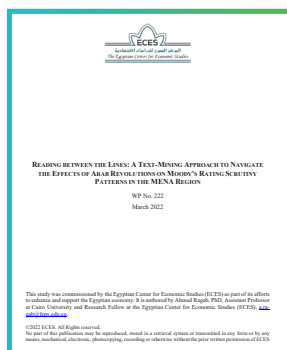 ECES
المركز المصري للدراسات الاقتصادية
The Egyptian Center for Economic Studies
READING BETWEEN THE LINES: A TEXT-MINING APPROACH TO NAVIGATE
THE EFFECTS OF ARAB REVOLUTIONS ON MOODY'S RATING SCRUTINY
PATTERNS IN THE MENA REGION
WP No. 222
March 2022
This study was commissioned by the Egyptian Center for Economic Studies (ECES) as part of its efforts
to enhance and support the Egyptian economy. It is authored by Ahmed Ragab, PhD, Assistant Professor
at Cairo University and Research Fellow at the Egyptian Center for Economic Studies (ECES), a.ra-
gab@feps.edu.eg.
©2022 ECES. All Rights reserved.
No part of this publication may be reproduced, stored in a retrieval system or transmitted in any form or by any
means, mechanical, electronic, photocopying, recording or otherwise without the prior written permission of ECES.